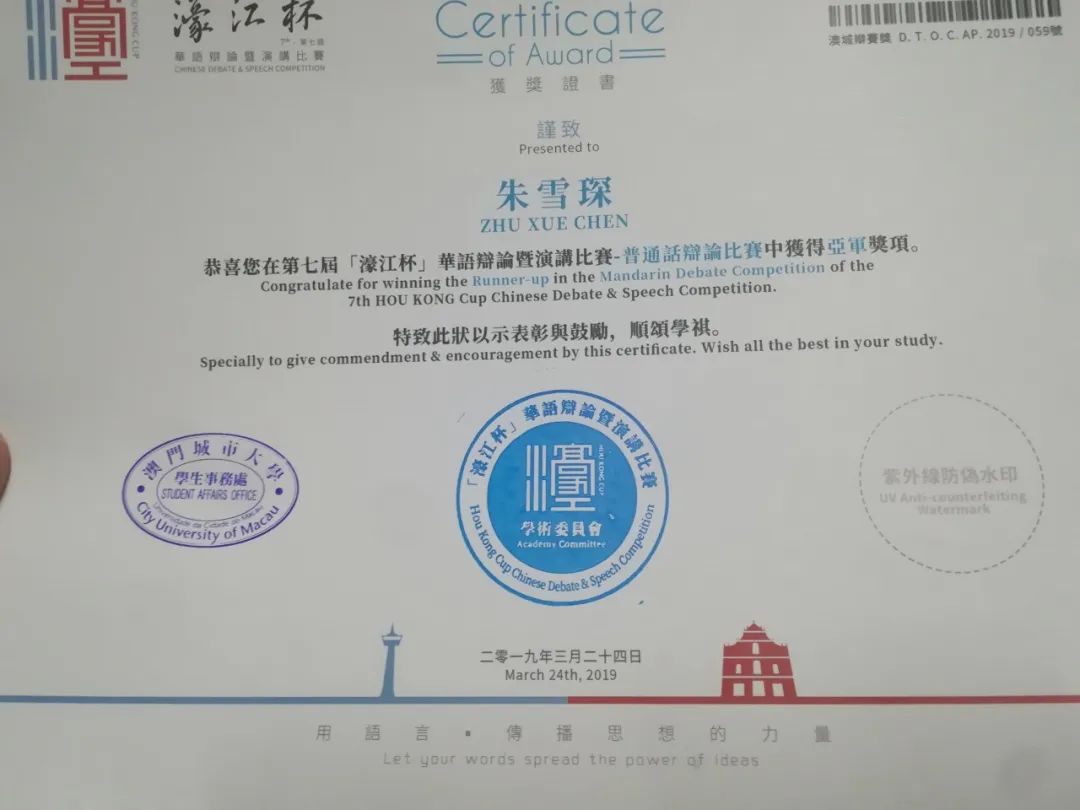 濠江杯
7th · 第七屆
華語辯論暨演講比賽
CHINESE DEBATE & SPEECH COMPETITION
KONG CUP
Certificate
of Award
獲獎證書
澳城辯賽獎 D. T. O. C. AP. 2019 / 059號
謹致
Presented to
朱雪琛
ZHU XUE CHEN
恭喜您在第七屆「濠江杯」華語辯論暨演講比賽-普通話辯論比賽中獲得亞軍獎項。
Congratulate for winning the Runner-up in the Mandarin Debate Competition of the
7th HOU KONG Cup Chinese Debate & Speech Competition.
特致此狀以示表彰與鼓勵，順頌學祺。
Specially to give commendment & encouragement by this certificate. Wish all the best in your study.
澳門城市大學
學生事務處
STUDENT AFFAIRS OFFICE
Universidade da Cidade de Macau
City University of Macau
「濠江杯」華語辯論暨演講比賽
HOU KONG CUP
學術委員會
Academy Committee
Hou Kong Cup Chinese Debate & Speech Competition
紫外線防偽水印
UV Anti-counterfeiting
Watermark
二零一九年三月二十四日
March 24th, 2019
用語言·傳播思想的力量
Let your words spread the power of ideas